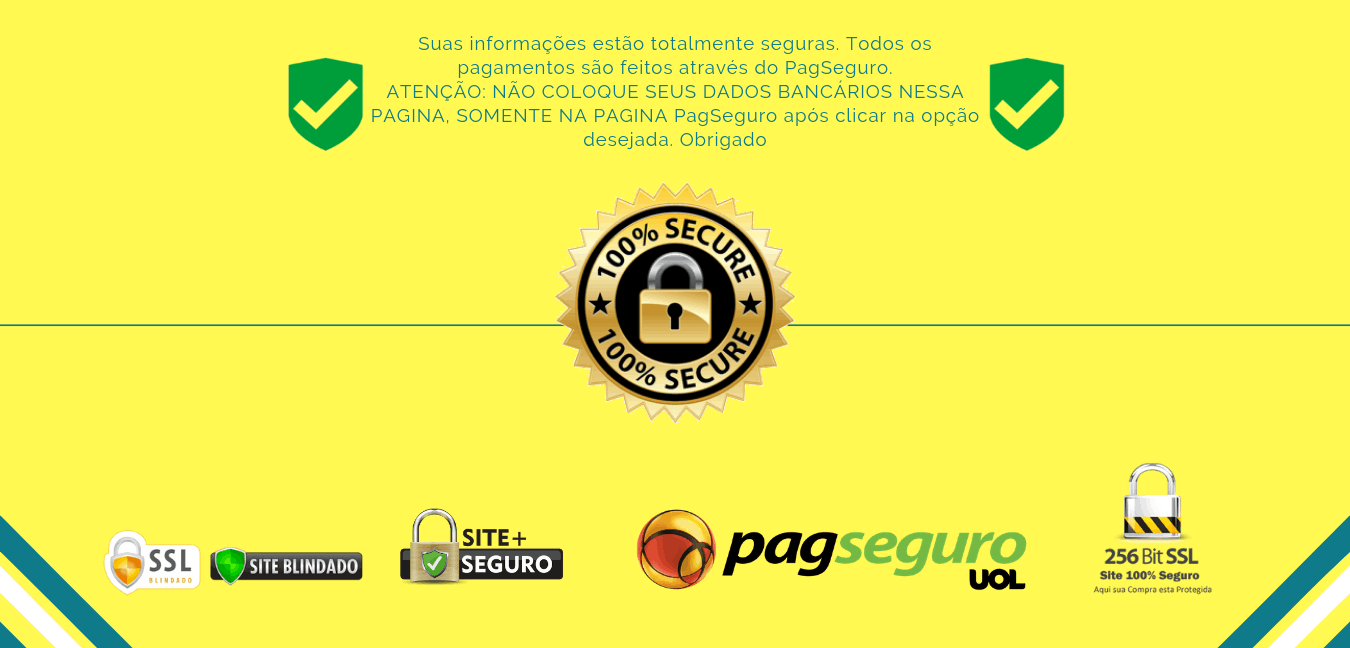 Suas informações estão totalmente seguras. Todos os
pagamentos são feitos através do PagSeguro.
ATENÇÃO: NÃO COLOQUE SEUS DADOS BANCÁRIOS NESSA
PAGINA, SOMENTE NA PAGINA PagSeguro após clicar na opção
desejada. Obrigado
100% SECURE
100% SECURE
SSL
BLINDADO
SITE BLINDADO
SITE+
SEGURO
pagseguro
UOL
256 Bit SSL
Site 100% Seguro
Aqui sua Compra esta Protegida